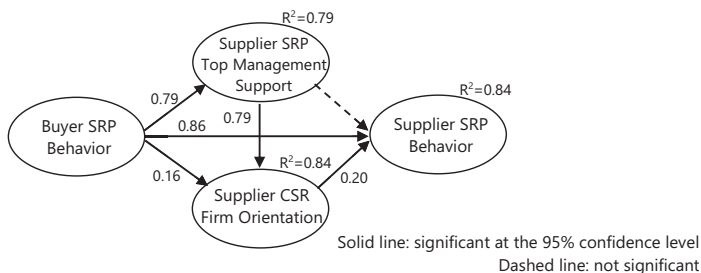 R²=0.79
Supplier SRP
Top Management
Support
0.79
R²=0.84
Buyer SRP
Behavior
0.86
0.79
Supplier SRP
Behavior
0.16
R²=0.84
0.20
Supplier CSR
Firm Orientation
Solid line: significant at the 95% confidence level
Dashed line: not significant